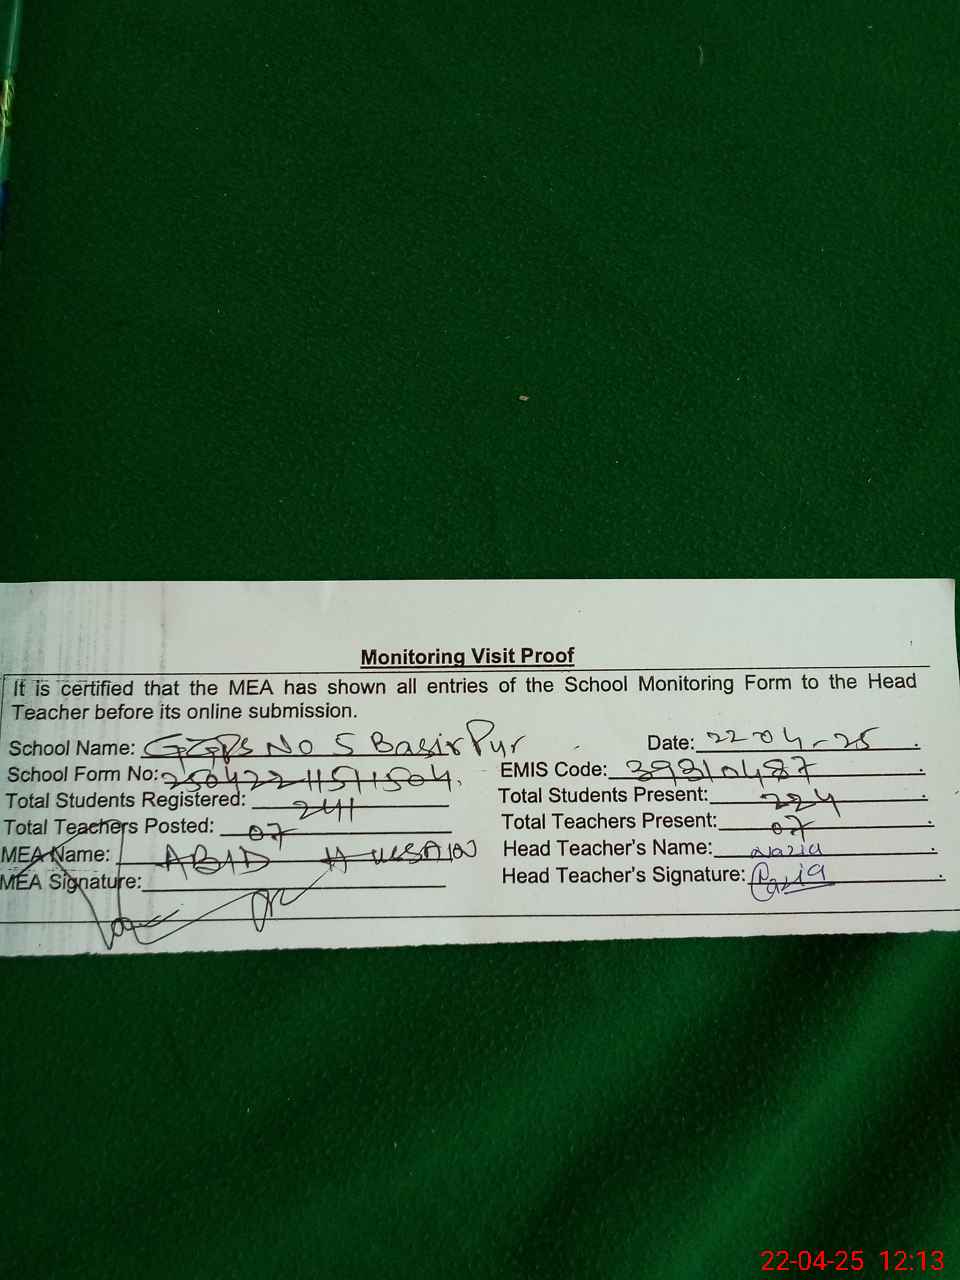 Monitoring Visit Proof
It is certified that the MEA has shown all entries of the School Monitoring Form to the Head
Teacher before its online submission.
School Name: GGPS No 5 Basir Pur Date: 22-04-25
School Form No: EMIS Code: 39310487
Total Students Registered: 241 Total Students Present: 224
Total Teachers Posted: 07 Total Teachers Present: 07
MEA Name: ABID HUSSAIN Head Teacher's Name: Nazia
MEA Signature: Head Teacher's Signature: Nazia
22-04-25 12:13